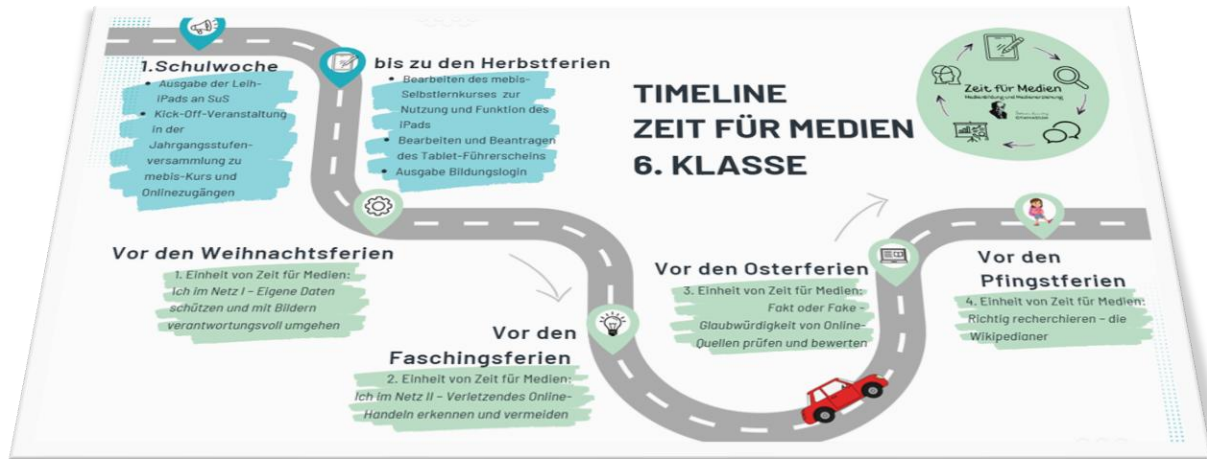 1.Schulwoche
• Ausgabe der Leih-
iPads an SuS
• Kick-Off-Veranstaltung
in der
Jahrgangsstufen-
versammlung zu
mebis-Kurs und
Onlinezugängen
bis zu den Herbstferien
• Bearbeiten des mebis-
Selbstlernkurses zur
Nutzung und Funktion des
iPads
• Bearbeiten und Beantragen
des Tablet-Führerscheins
• Ausgabe Bildungslogin
TIMELINE
ZEIT FÜR MEDIEN
6. KLASSE
Zeit für Medien
Medienbildung und Medienerziehung
Vor den Weihnachtsferien
1. Einheit von Zeit für Medien:
Ich im Netz I – Eigene Daten
schützen und mit Bildern
verantwortungsvoll umgehen
Vor den
Faschingsferien
2. Einheit von Zeit für Medien:
Ich im Netz II – Verletzendes Online-
Handeln erkennen und vermeiden
Vor den Osterferien
3. Einheit von Zeit für Medien:
Fakt oder Fake -
Glaubwürdigkeit von Online-
Quellen prüfen und bewerten
Vor den
Pfingstferien
4. Einheit von Zeit für Medien:
Richtig recherchieren – die
Wikipedianer